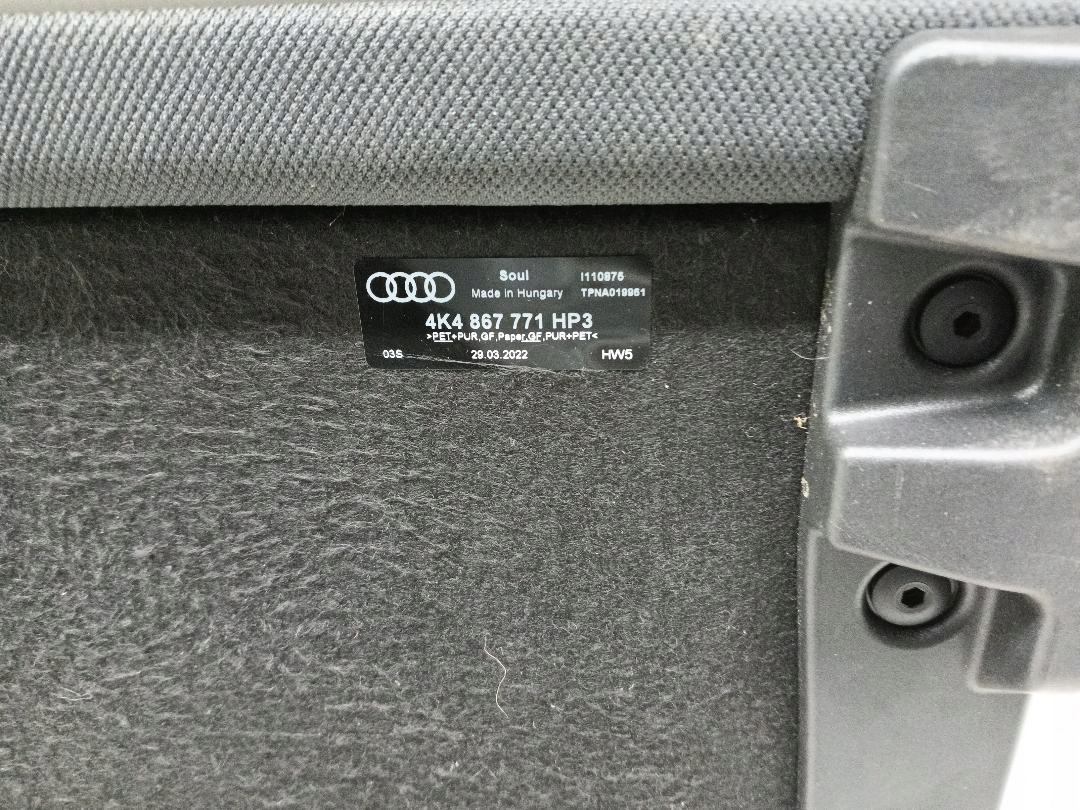 Soul I110875
Made in Hungary TPNA019951
4K4 867 771 HP3
>PET+PUR,GF,Paper,GF,PUR+PET<
03S 29.03.2022 HW5